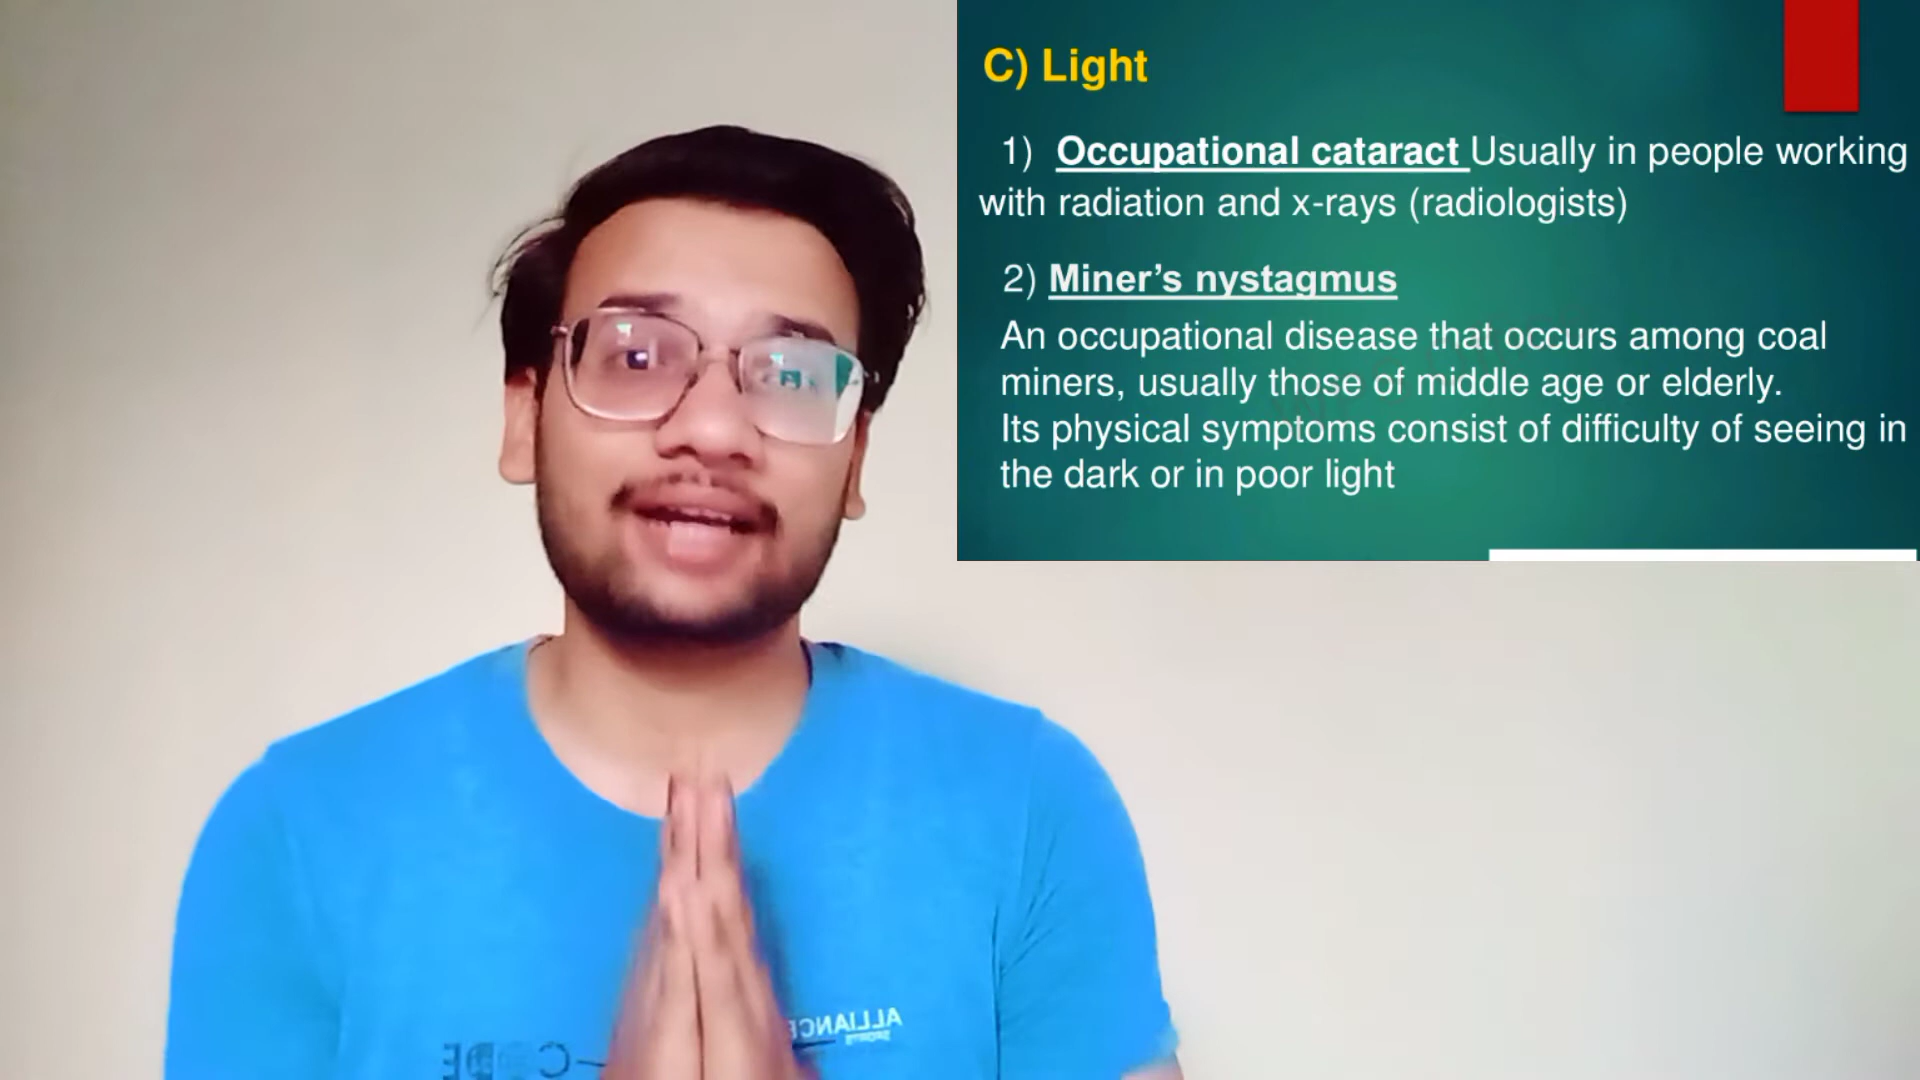 C) Light
1) Occupational cataract Usually in people working
with radiation and x-rays (radiologists)
2) Miner’s nystagmus
An occupational disease that occurs among coal
miners, usually those of middle age or elderly.
Its physical symptoms consist of difficulty of seeing in
the dark or in poor light
ALLIANCE
SPORTS